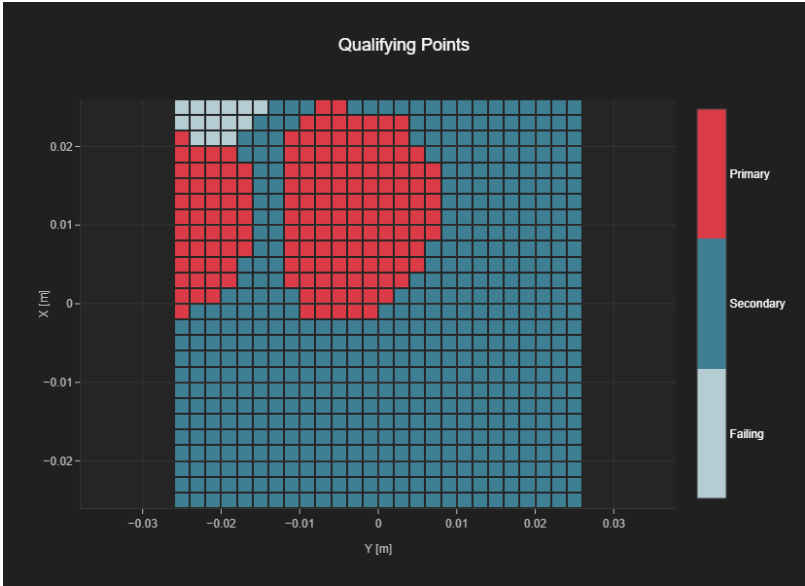 Qualifying Points
0.02
0.01
0
−0.01
−0.02
X [m]
−0.03
−0.02
−0.01
0
0.01
0.02
0.03
Y [m]
Primary
Secondary
Failing